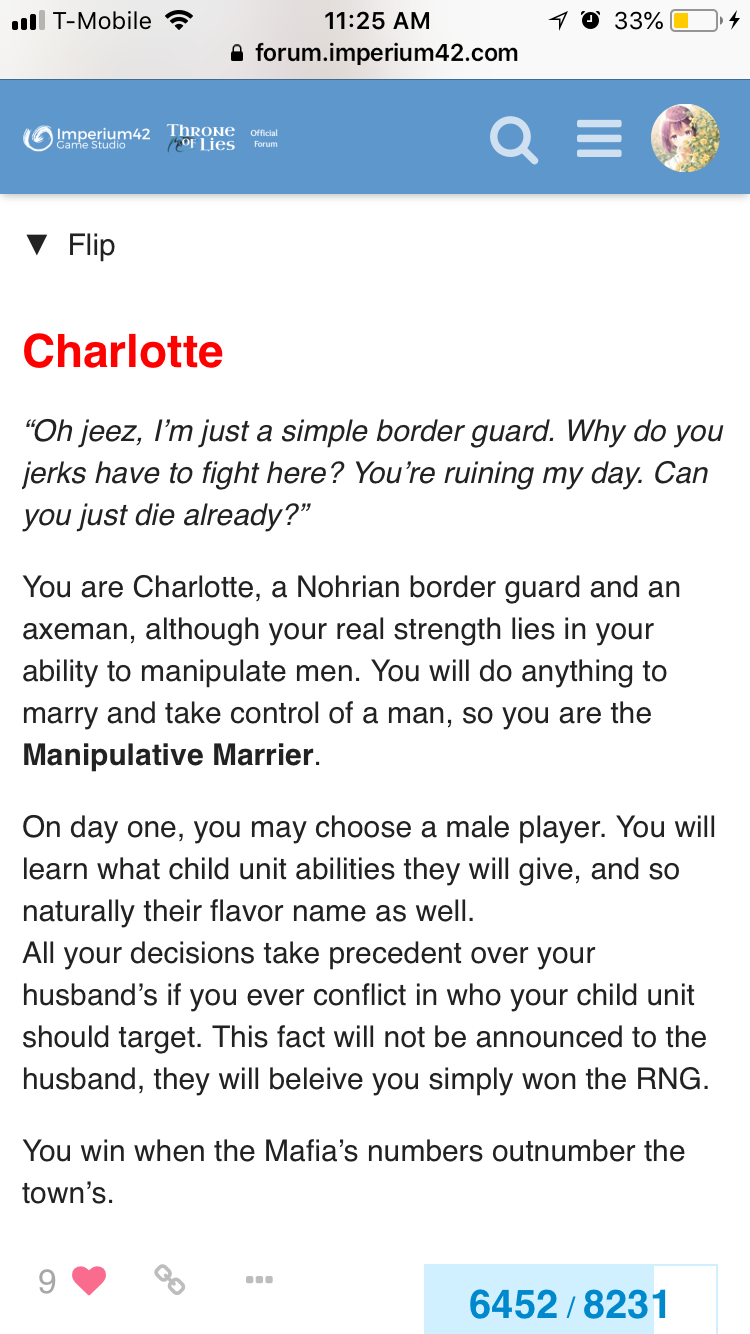 T-Mobile 11:25 AM 33%
forum.imperium42.com
Imperium42 Game Studio THRONE OF LIES Official Forum
▼ Flip
Charlotte
“Oh jeez, I’m just a simple border guard. Why do you
jerks have to fight here? You’re ruining my day. Can
you just die already?”
You are Charlotte, a Nohrian border guard and an
axeman, although your real strength lies in your
ability to manipulate men. You will do anything to
marry and take control of a man, so you are the
Manipulative Marrier.
On day one, you may choose a male player. You will
learn what child unit abilities they will give, and so
naturally their flavor name as well.
All your decisions take precedent over your
husband’s if you ever conflict in who your child unit
should target. This fact will not be announced to the
husband, they will beleive you simply won the RNG.
You win when the Mafia’s numbers outnumber the
town’s.
9
6452 / 8231